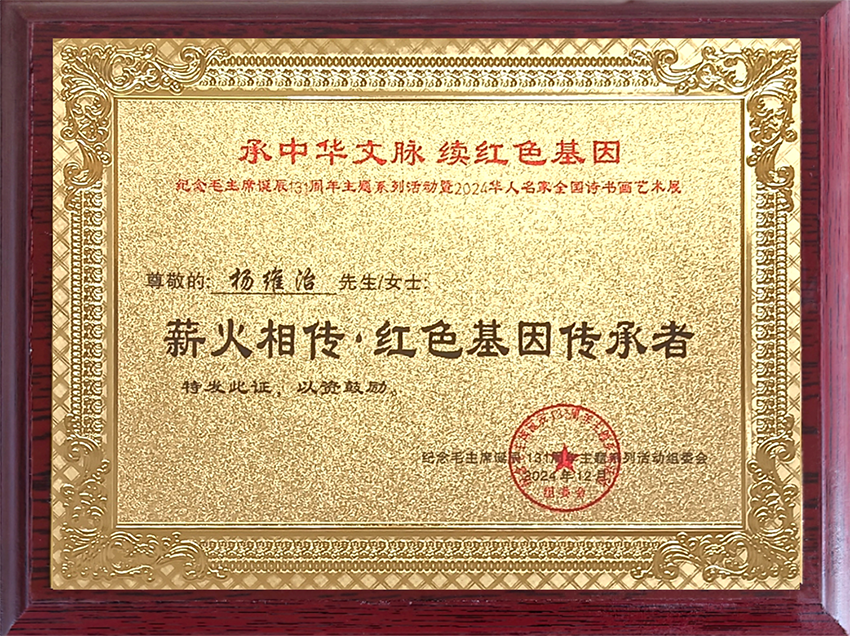 承中华文脉 续红色基因
纪念毛主席诞辰131周年主题系列活动暨2024华人名家全国诗书画艺术展
尊敬的: 杨维治 先生/女士:
薪火相传·红色基因传承者
特发此证，以资鼓励。
纪念毛主席诞辰131周年主题系列活动组委会
2024年12月
组委会